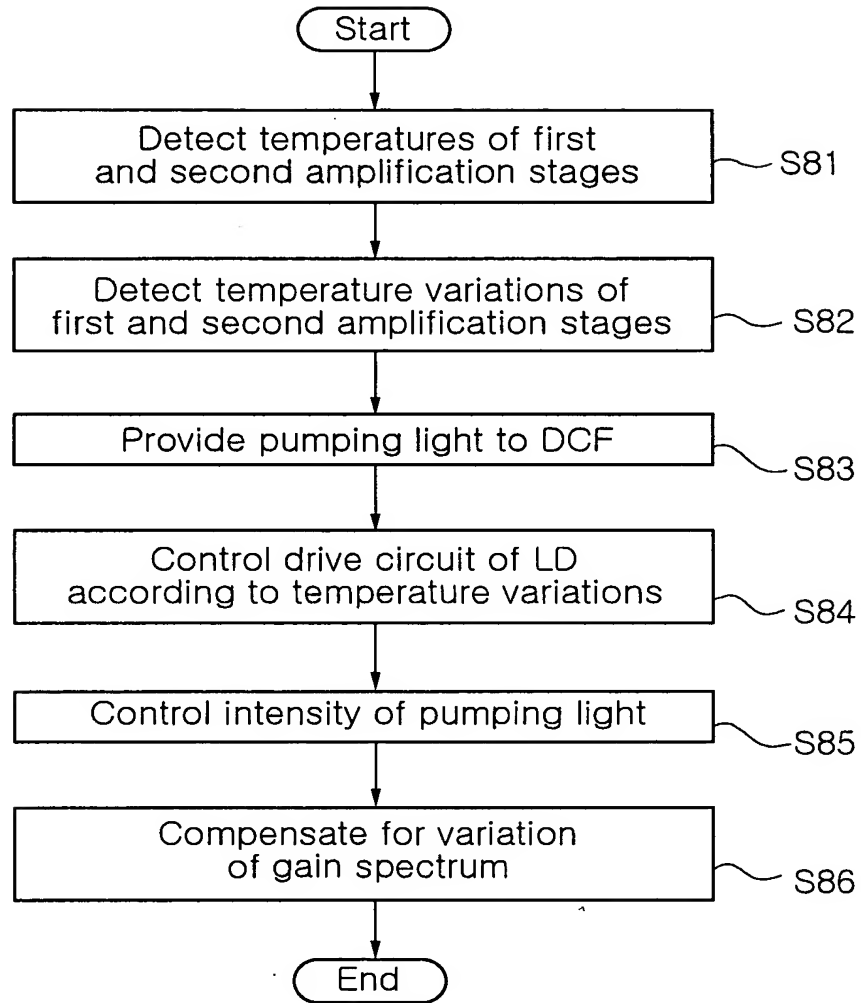 Start
Detect temperatures of first
and second amplification stages
S81
Detect temperature variations of
first and second amplification stages
S82
Provide pumping light to DCF
S83
Control drive circuit of LD
according to temperature variations
S84
Control intensity of pumping light
S85
Compensate for variation
of gain spectrum
S86
End